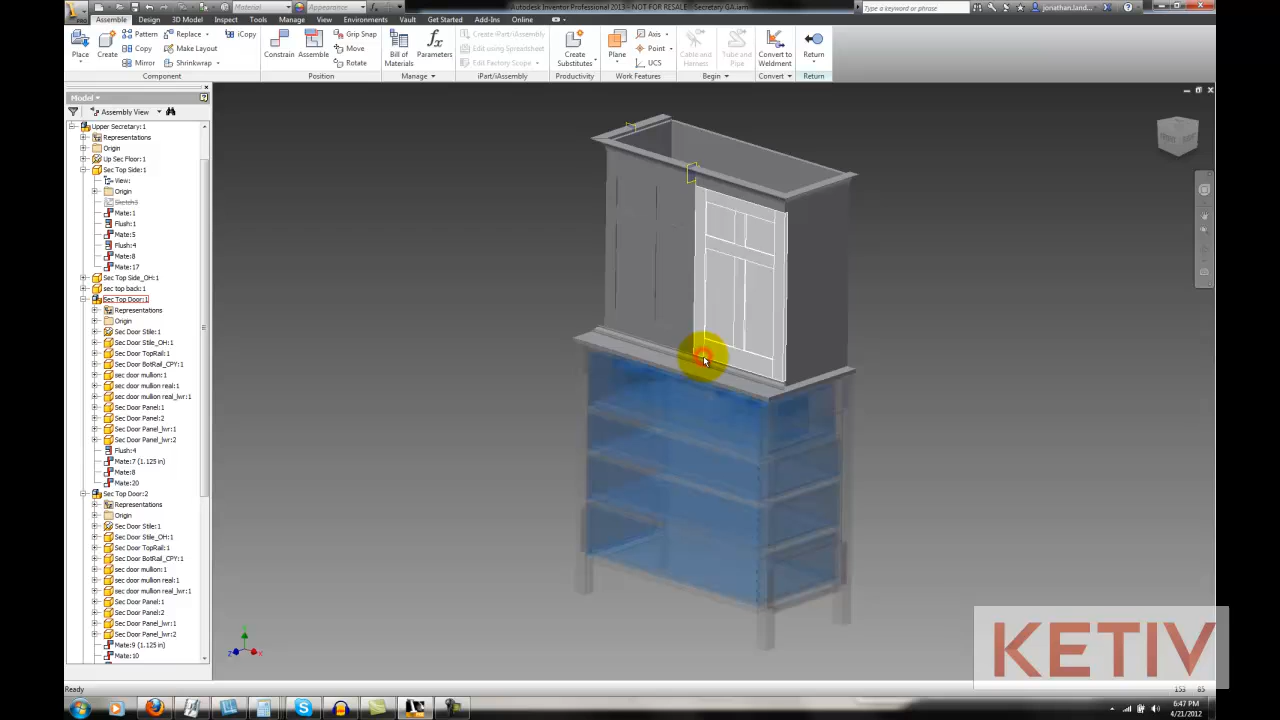 Autodesk Inventor Professional 2013 - NOT FOR RESALE - Secretary GA.iam
Type a keyword or phrase
jonathan.land...
Material
Appearance
Assemble Design 3D Model Inspect Tools Manage View Environments Vault Get Started Add-Ins Online
Place
Create
Pattern
Copy
Mirror
Replace
Make Layout
Shrinkwrap
iCopy
Component
Constrain
Assemble
Grip Snap
Move
Rotate
Position
Bill of Materials
Parameters
Manage
Create iPart/iAssembly
Edit using Spreadsheet
Edit Factory Scope
iPart/iAssembly
Create Substitutes
Productivity
Plane
Axis
Point
UCS
Work Features
Cable and Harness
Tube and Pipe
Begin
Convert to Weldment
Convert
Return
Return
Model
Assembly View
Upper Secretary:1
Representations
Origin
Up Sec Floor:1
Sec Top Side:1
View:
Origin
Sketch3
Mate:1
Flush:1
Mate:5
Flush:4
Mate:8
Mate:17
Sec Top Side_OH:1
sec top back:1
Sec Top Door:1
Representations
Origin
Sec Door Stile:1
Sec Door Stile_OH:1
Sec Door TopRail:1
Sec Door BotRail_CPY:1
sec door mullion:1
sec door mullion real:1
sec door mullion real_lwr:1
Sec Door Panel:1
Sec Door Panel:2
Sec Door Panel_lwr:1
Sec Door Panel_lwr:2
Flush:4
Mate:7 (1.125 in)
Mate:8
Mate:20
Sec Top Door:2
Representations
Origin
Sec Door Stile:1
Sec Door Stile_OH:1
Sec Door TopRail:1
Sec Door BotRail_CPY:1
sec door mullion:1
sec door mullion real:1
sec door mullion real_lwr:1
Sec Door Panel:1
Sec Door Panel:2
Sec Door Panel_lwr:1
Sec Door Panel_lwr:2
Mate:9 (1.125 in)
Mate:10
KETIV
Ready
153 85
6:47 PM
4/21/2012